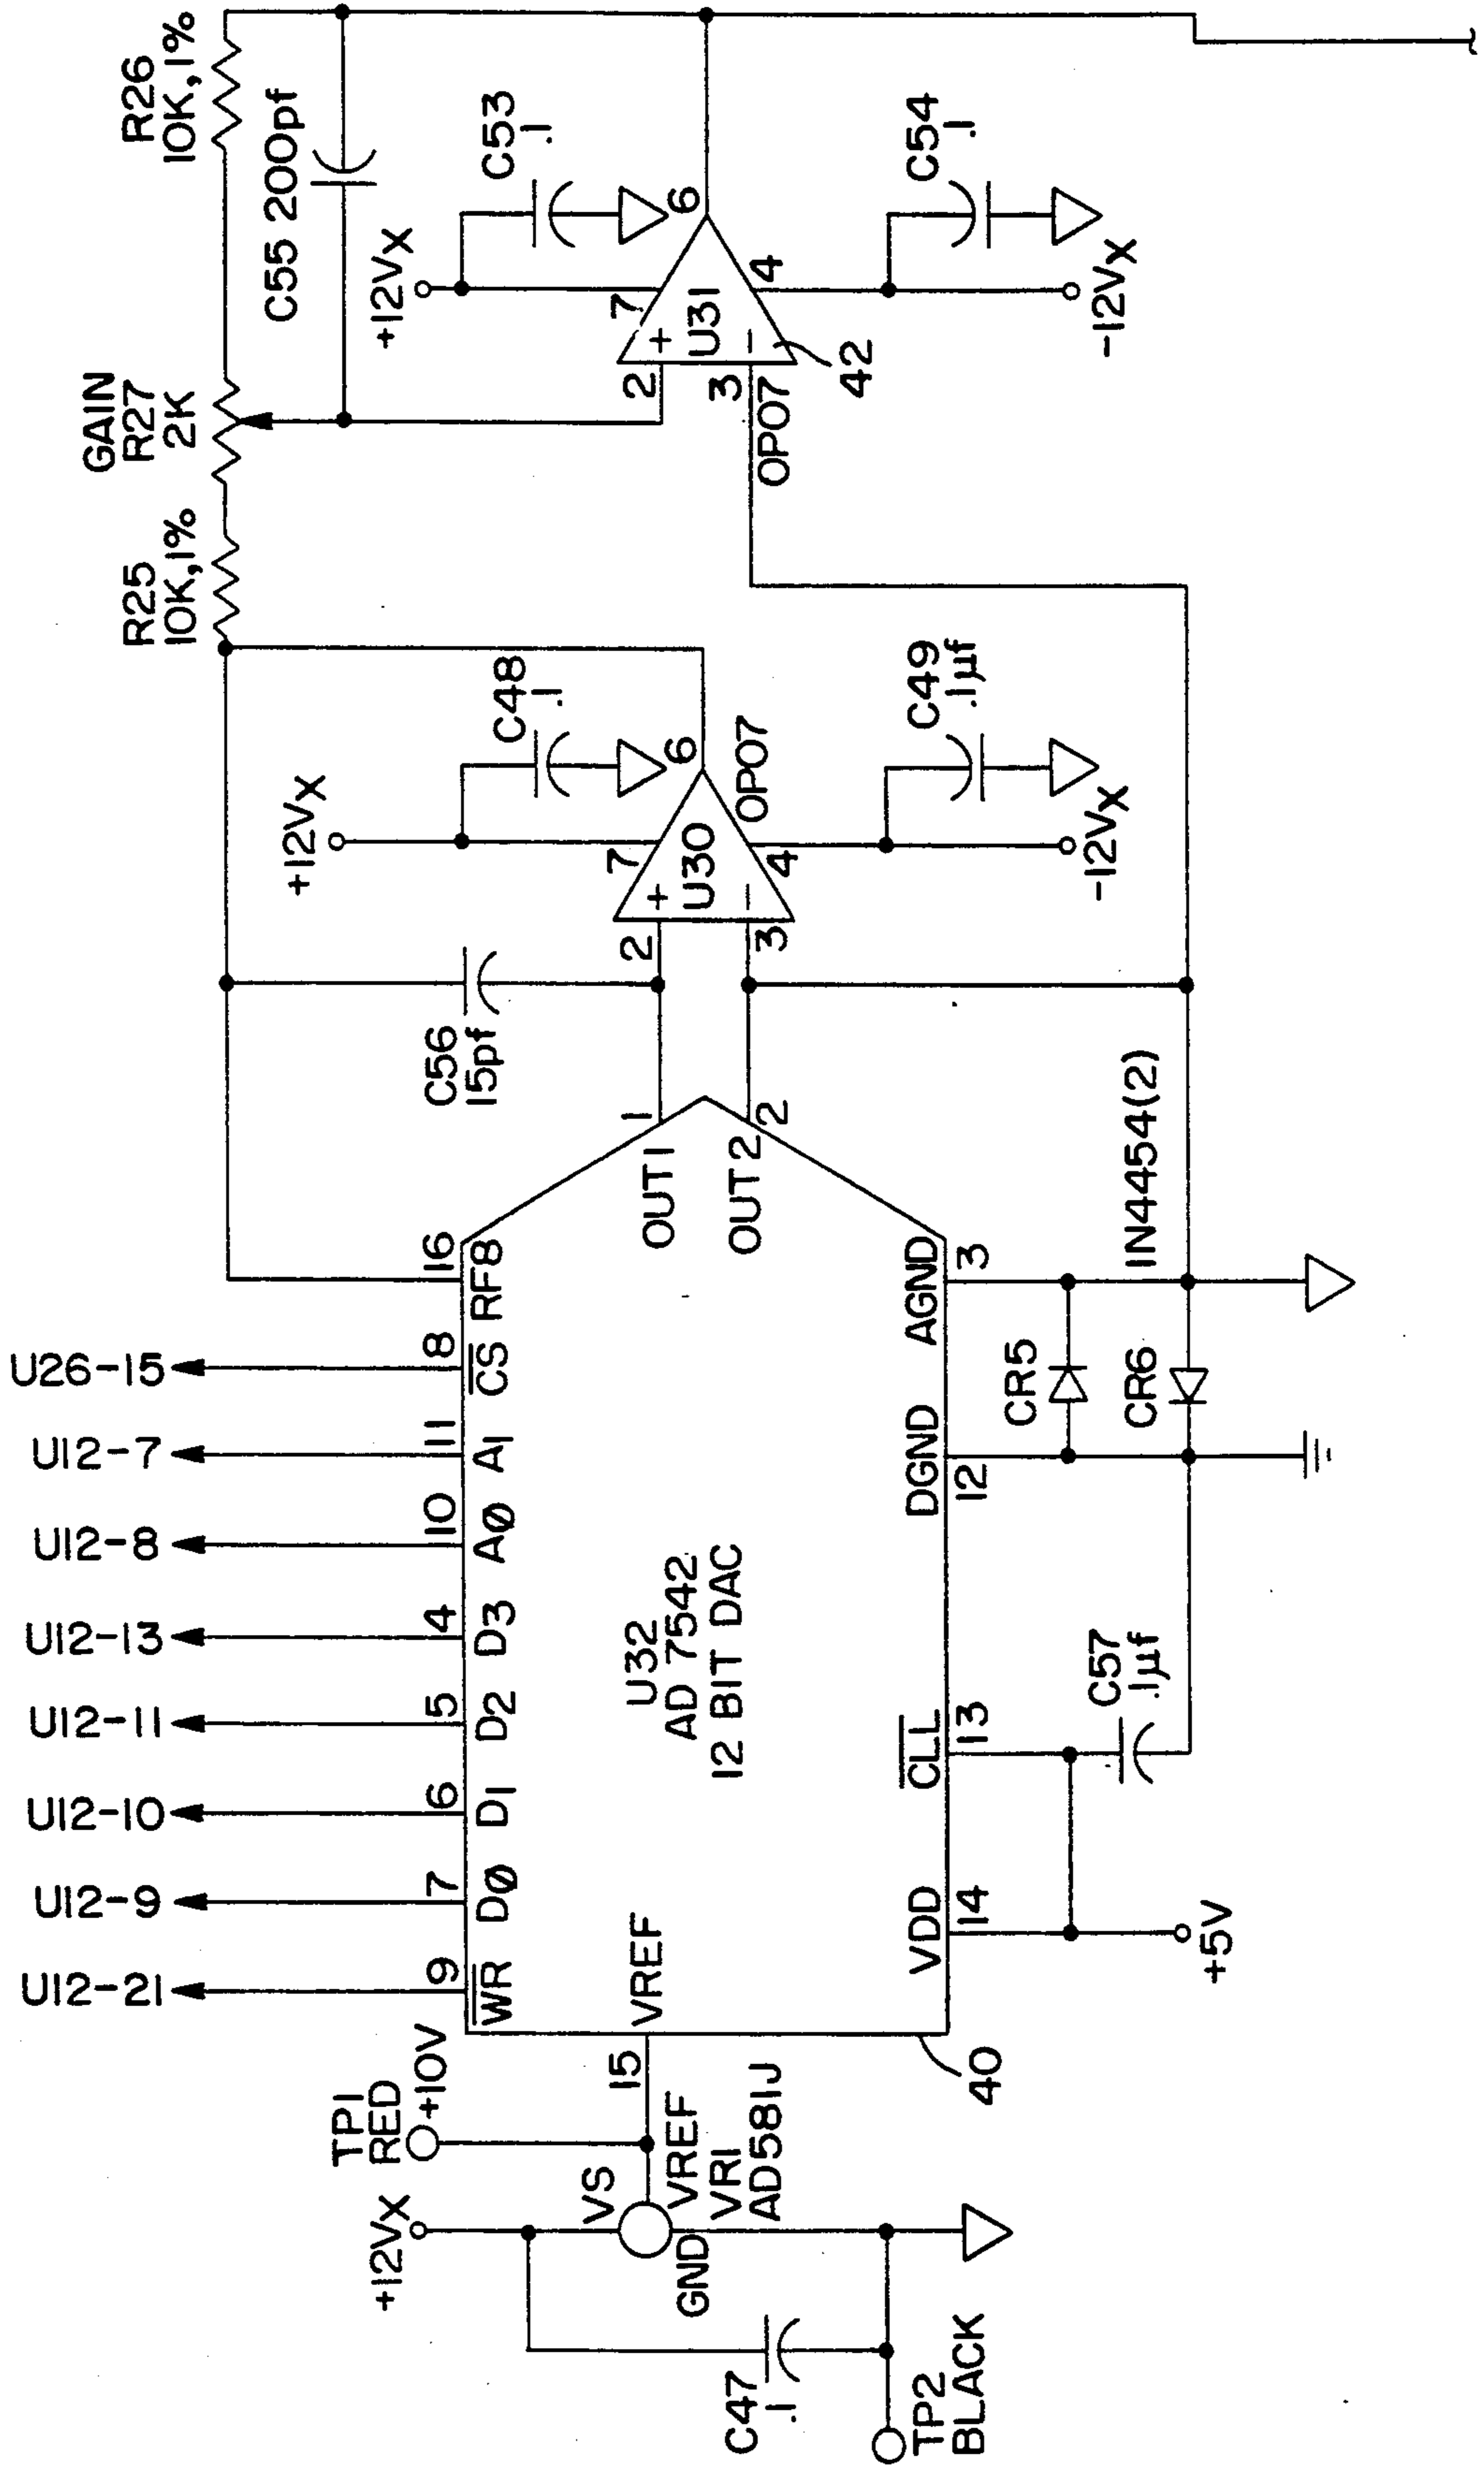 U26-15
U12-7
U12-8
U12-13
U12-11
U12-10
U12-9
U12-21
8
11
10
4
5
6
7
9
CS
A1
AØ
D3
D2
D1
DØ
WR
16
RF8
1
OUT1
OUT2
2
U32
AD 7542
12 BIT DAC
VREF
15
VDD
14
CLL
13
DGND
12
AGND
3
40
TP1
RED
+10V
+12VX
VS
VREF
VR1
AD581J
GND
C47
.1
TP2
BLACK
+5V
C57
.1µf
CR5
CR6
1N4454(2)
C56
15pf
2
3
+
U30
-
7
4
6
OP07
+12VX
C48
.1
C49
.1µf
-12VX
R25
10K,1%
GAIN
R27
2K
R26
10K,1%
C55 200pf
+12VX
C53
.1
2
3
OP07
+
U31
-
7
4
6
42
C54
.1
-12VX